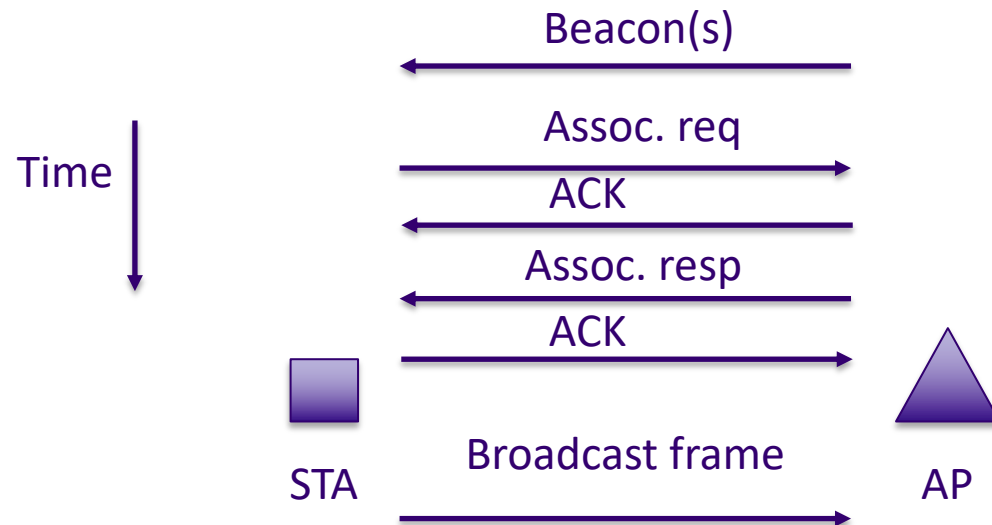 Beacon(s)
Assoc. req
Time
ACK
Assoc. resp
ACK
Broadcast frame
STA
AP